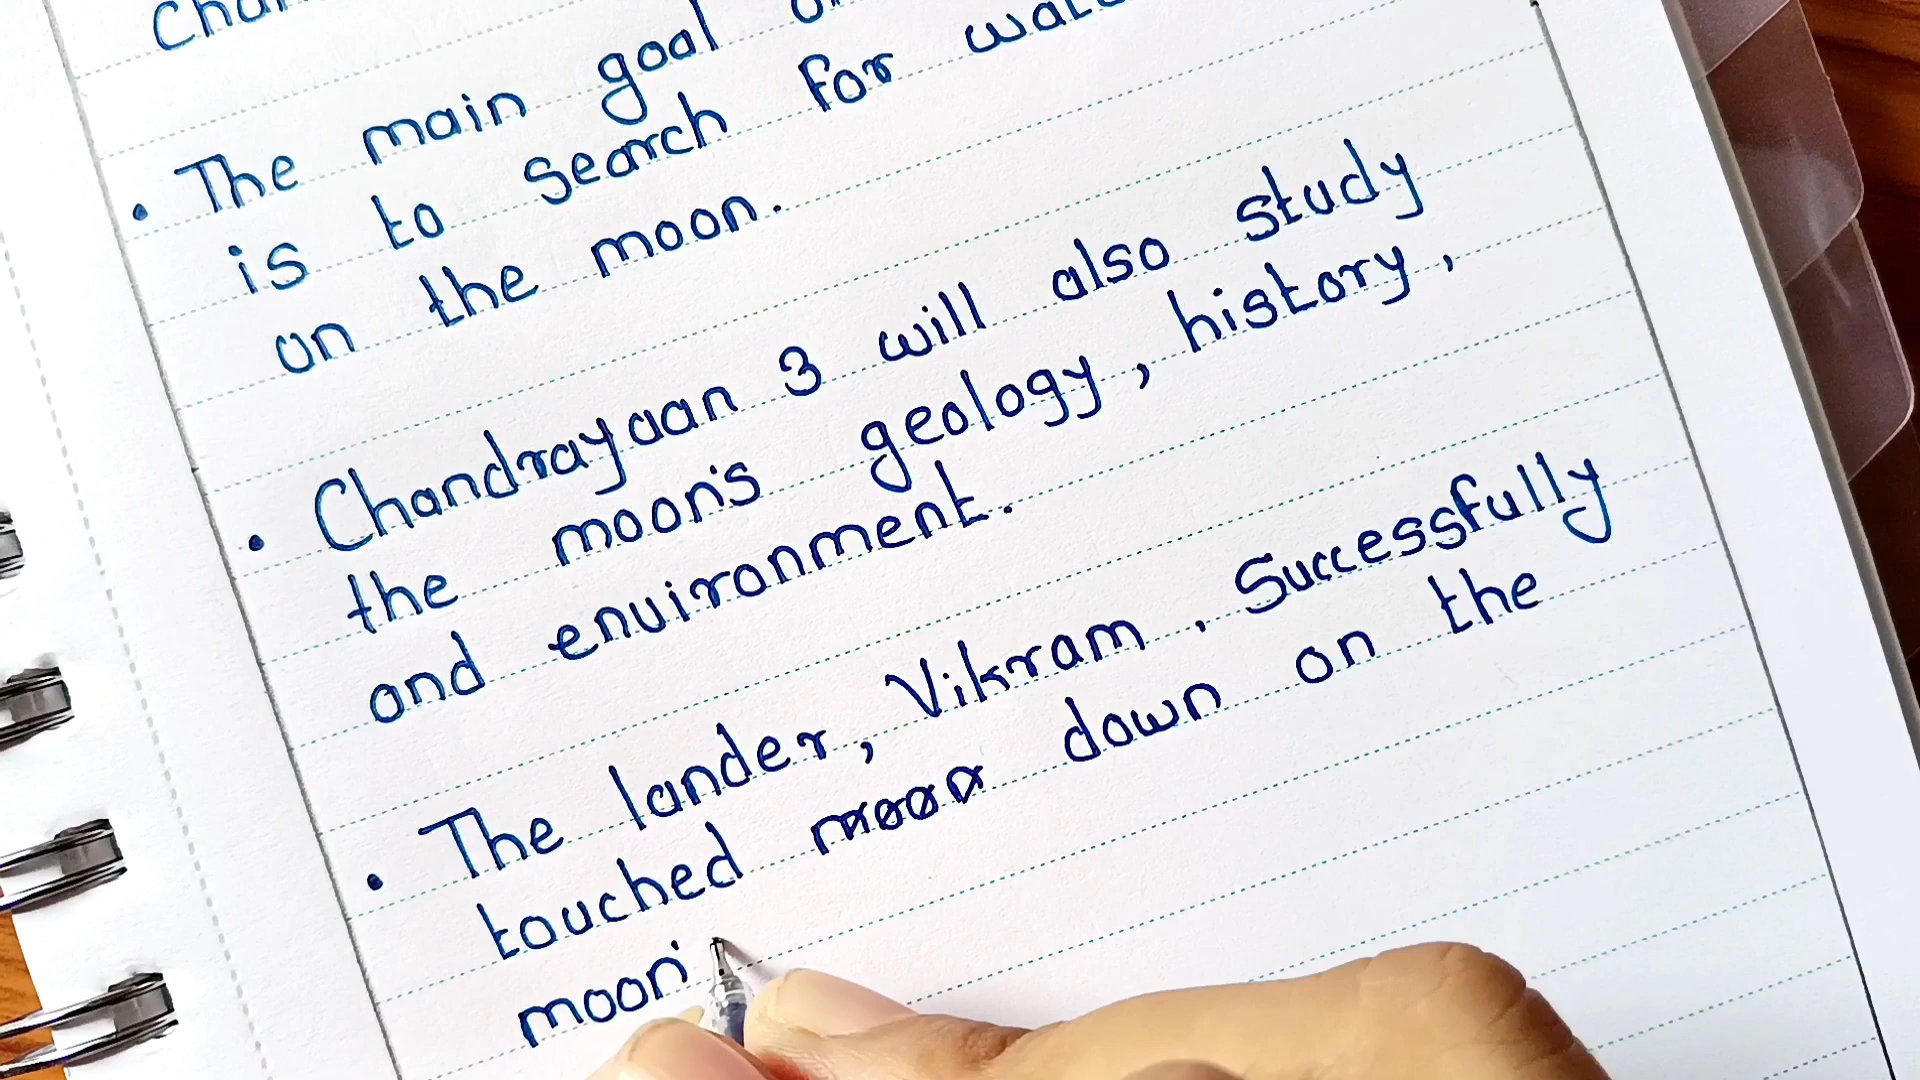 • The main goal
is to search for
on the moon.
• Chandrayaan 3 will also study
the moon's geology, history,
and environment.
• The lander, Vikram, Successfully
touched moon down on the
moon'